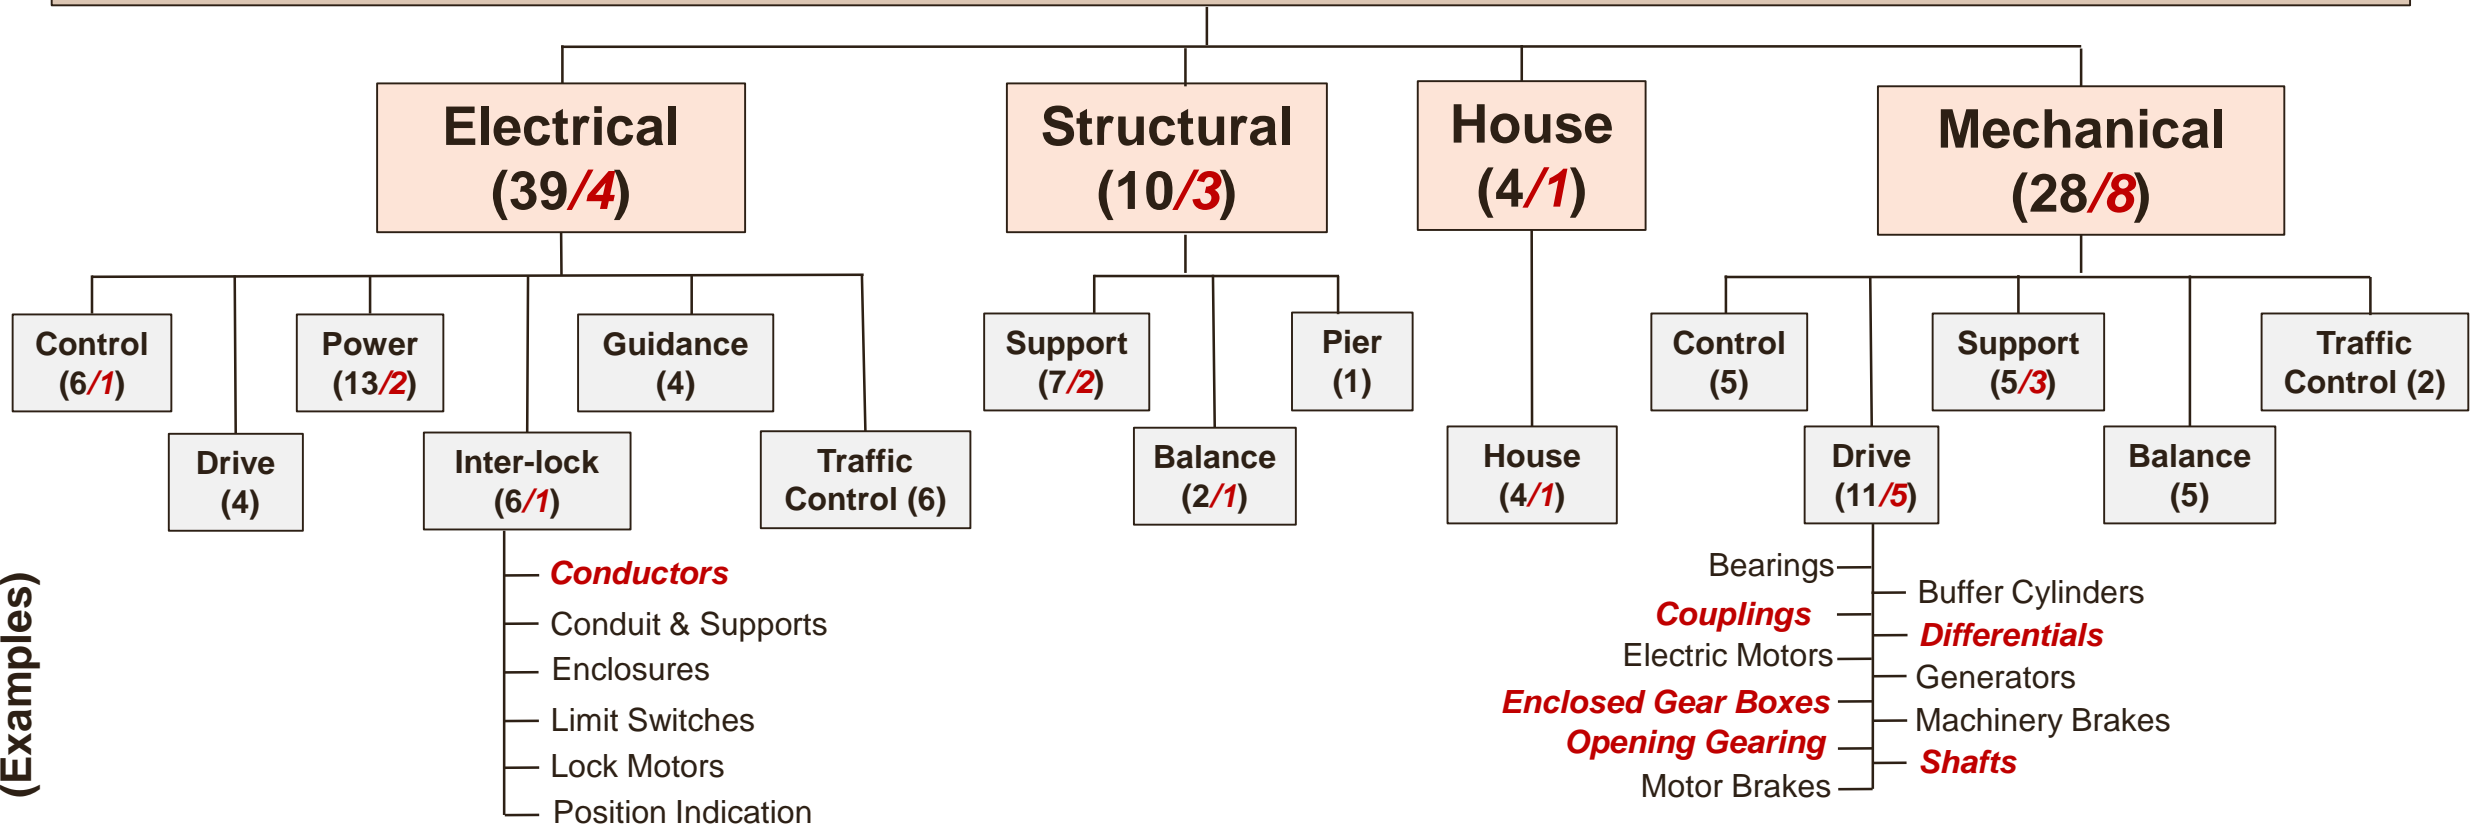 Electrical
(39/4)
Structural
(10/3)
House
(4/1)
Mechanical
(28/8)
Control
(6/1)
Power
(13/2)
Guidance
(4)
Drive
(4)
Inter-lock
(6/1)
Traffic
Control (6)
Support
(7/2)
Pier
(1)
Balance
(2/1)
House
(4/1)
Control
(5)
Support
(5/3)
Traffic
Control (2)
Drive
(11/5)
Balance
(5)
(Examples)
Conductors
Conduit & Supports
Enclosures
Limit Switches
Lock Motors
Position Indication
Bearings
Buffer Cylinders
Couplings
Differentials
Electric Motors
Generators
Enclosed Gear Boxes
Machinery Brakes
Opening Gearing
Shafts
Motor Brakes